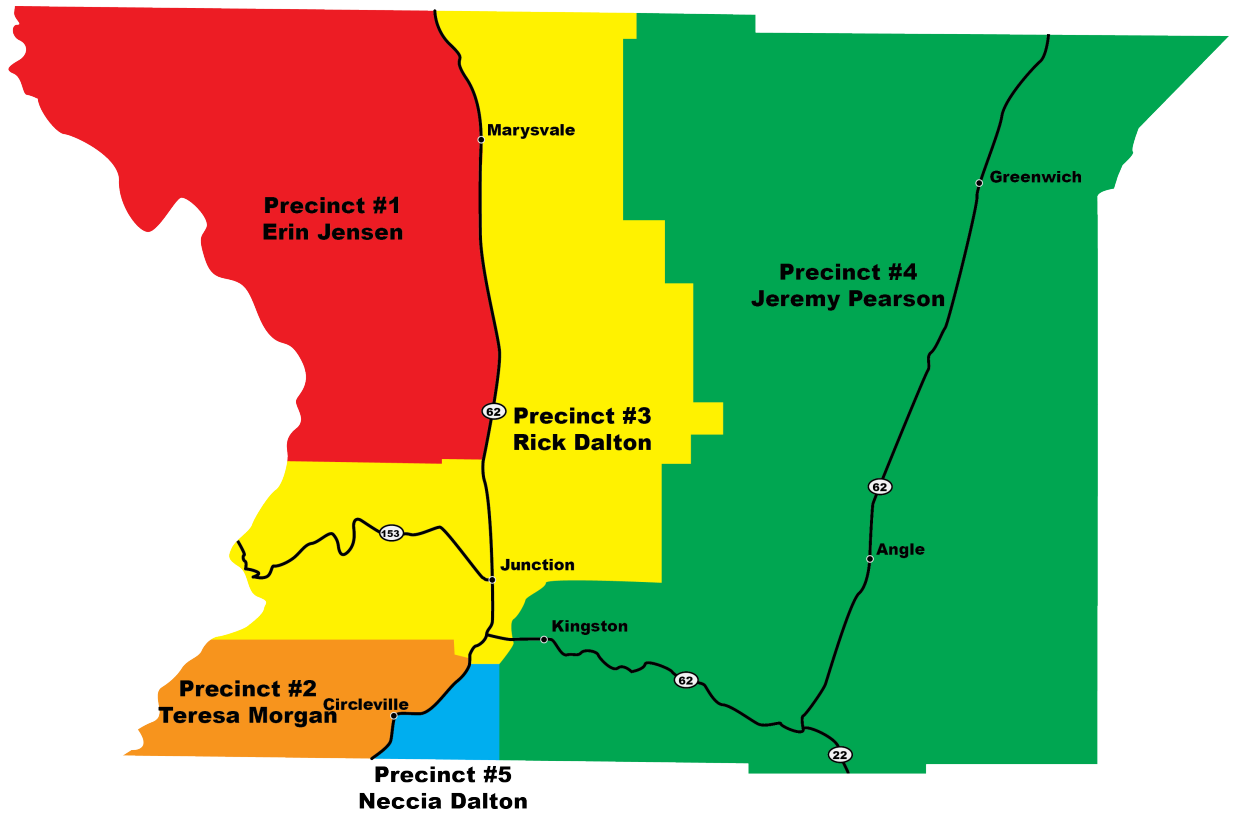 Marysvale
Greenwich
Precinct #1
Erin Jensen
Precinct #4
Jeremy Pearson
62
Precinct #3
Rick Dalton
62
153
Angle
Junction
Kingston
62
Precinct #2
Teresa Morgan
Circleville
22
Precinct #5
Neccia Dalton